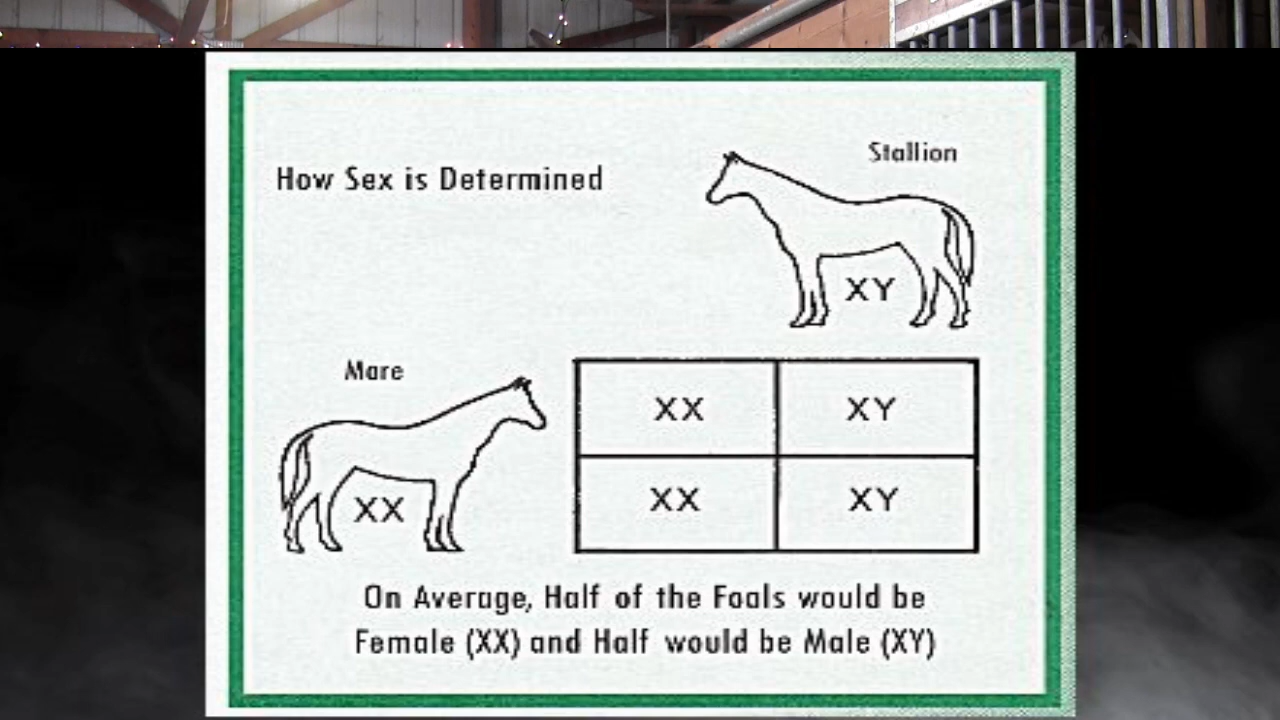 How Sex is Determined
Stallion
XY
Mare
XX
XX XY
XX XY
On Average, Half of the Foals would be
Female (XX) and Half would be Male (XY)